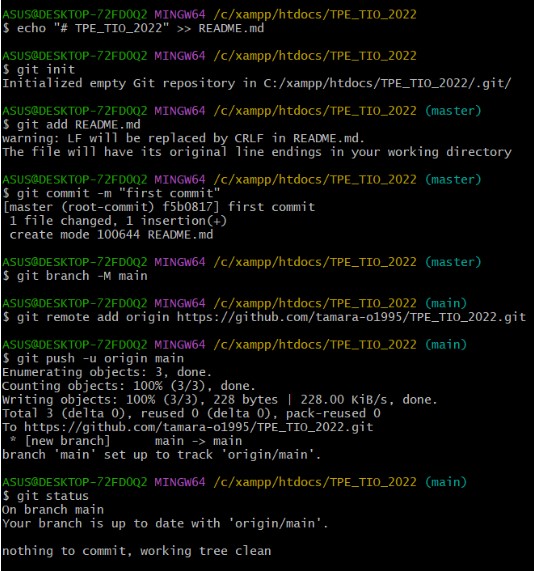 ASUS@DESKTOP-72FD0Q2 MINGW64 /c/xampp/htdocs/TPE_TIO_2022
$ echo "# TPE_TIO_2022" >> README.md
ASUS@DESKTOP-72FD0Q2 MINGW64 /c/xampp/htdocs/TPE_TIO_2022
$ git init
Initialized empty Git repository in C:/xampp/htdocs/TPE_TIO_2022/.git/
ASUS@DESKTOP-72FD0Q2 MINGW64 /c/xampp/htdocs/TPE_TIO_2022 (master)
$ git add README.md
warning: LF will be replaced by CRLF in README.md.
The file will have its original line endings in your working directory
ASUS@DESKTOP-72FD0Q2 MINGW64 /c/xampp/htdocs/TPE_TIO_2022 (master)
$ git commit -m "first commit"
[master (root-commit) f5b0817] first commit
1 file changed, 1 insertion(+)
create mode 100644 README.md
ASUS@DESKTOP-72FD0Q2 MINGW64 /c/xampp/htdocs/TPE_TIO_2022 (master)
$ git branch -M main
ASUS@DESKTOP-72FD0Q2 MINGW64 /c/xampp/htdocs/TPE_TIO_2022 (main)
$ git remote add origin https://github.com/tamara-o1995/TPE_TIO_2022.git
ASUS@DESKTOP-72FD0Q2 MINGW64 /c/xampp/htdocs/TPE_TIO_2022 (main)
$ git push -u origin main
Enumerating objects: 3, done.
Counting objects: 100% (3/3), done.
Writing objects: 100% (3/3), 228 bytes | 228.00 KiB/s, done.
Total 3 (delta 0), reused 0 (delta 0), pack-reused 0
To https://github.com/tamara-o1995/TPE_TIO_2022.git
* [new branch]      main -> main
branch 'main' set up to track 'origin/main'.
ASUS@DESKTOP-72FD0Q2 MINGW64 /c/xampp/htdocs/TPE_TIO_2022 (main)
$ git status
On branch main
Your branch is up to date with 'origin/main'.
nothing to commit, working tree clean